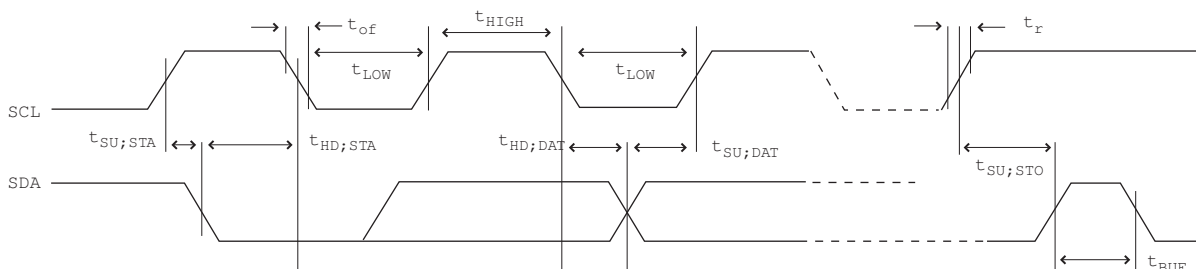 t_of
t_HIGH
t_r
t_LOW
t_LOW
SCL
t_SU;STA
t_HD;STA
t_HD;DAT
t_SU;DAT
t_SU;STO
SDA
t_BUF